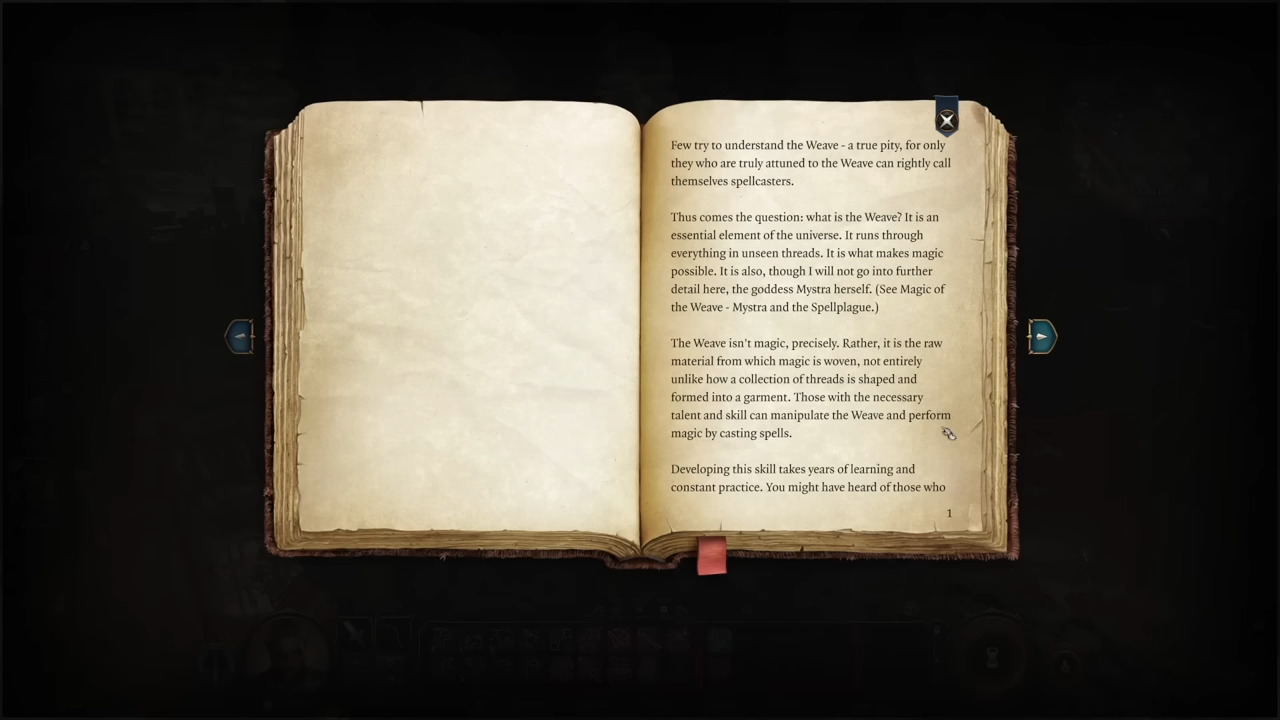 Few try to understand the Weave - a true pity, for only
they who are truly attuned to the Weave can rightly call
themselves spellcasters.
Thus comes the question: what is the Weave? It is an
essential element of the universe. It runs through
everything in unseen threads. It is what makes magic
possible. It is also, though I will not go into further
detail here, the goddess Mystra herself. (See Magic of
the Weave - Mystra and the Spellplague.)
The Weave isn't magic, precisely. Rather, it is the raw
material from which magic is woven, not entirely
unlike how a collection of threads is shaped and
formed into a garment. Those with the necessary
talent and skill can manipulate the Weave and perform
magic by casting spells.
Developing this skill takes years of learning and
constant practice. You might have heard of those who
1